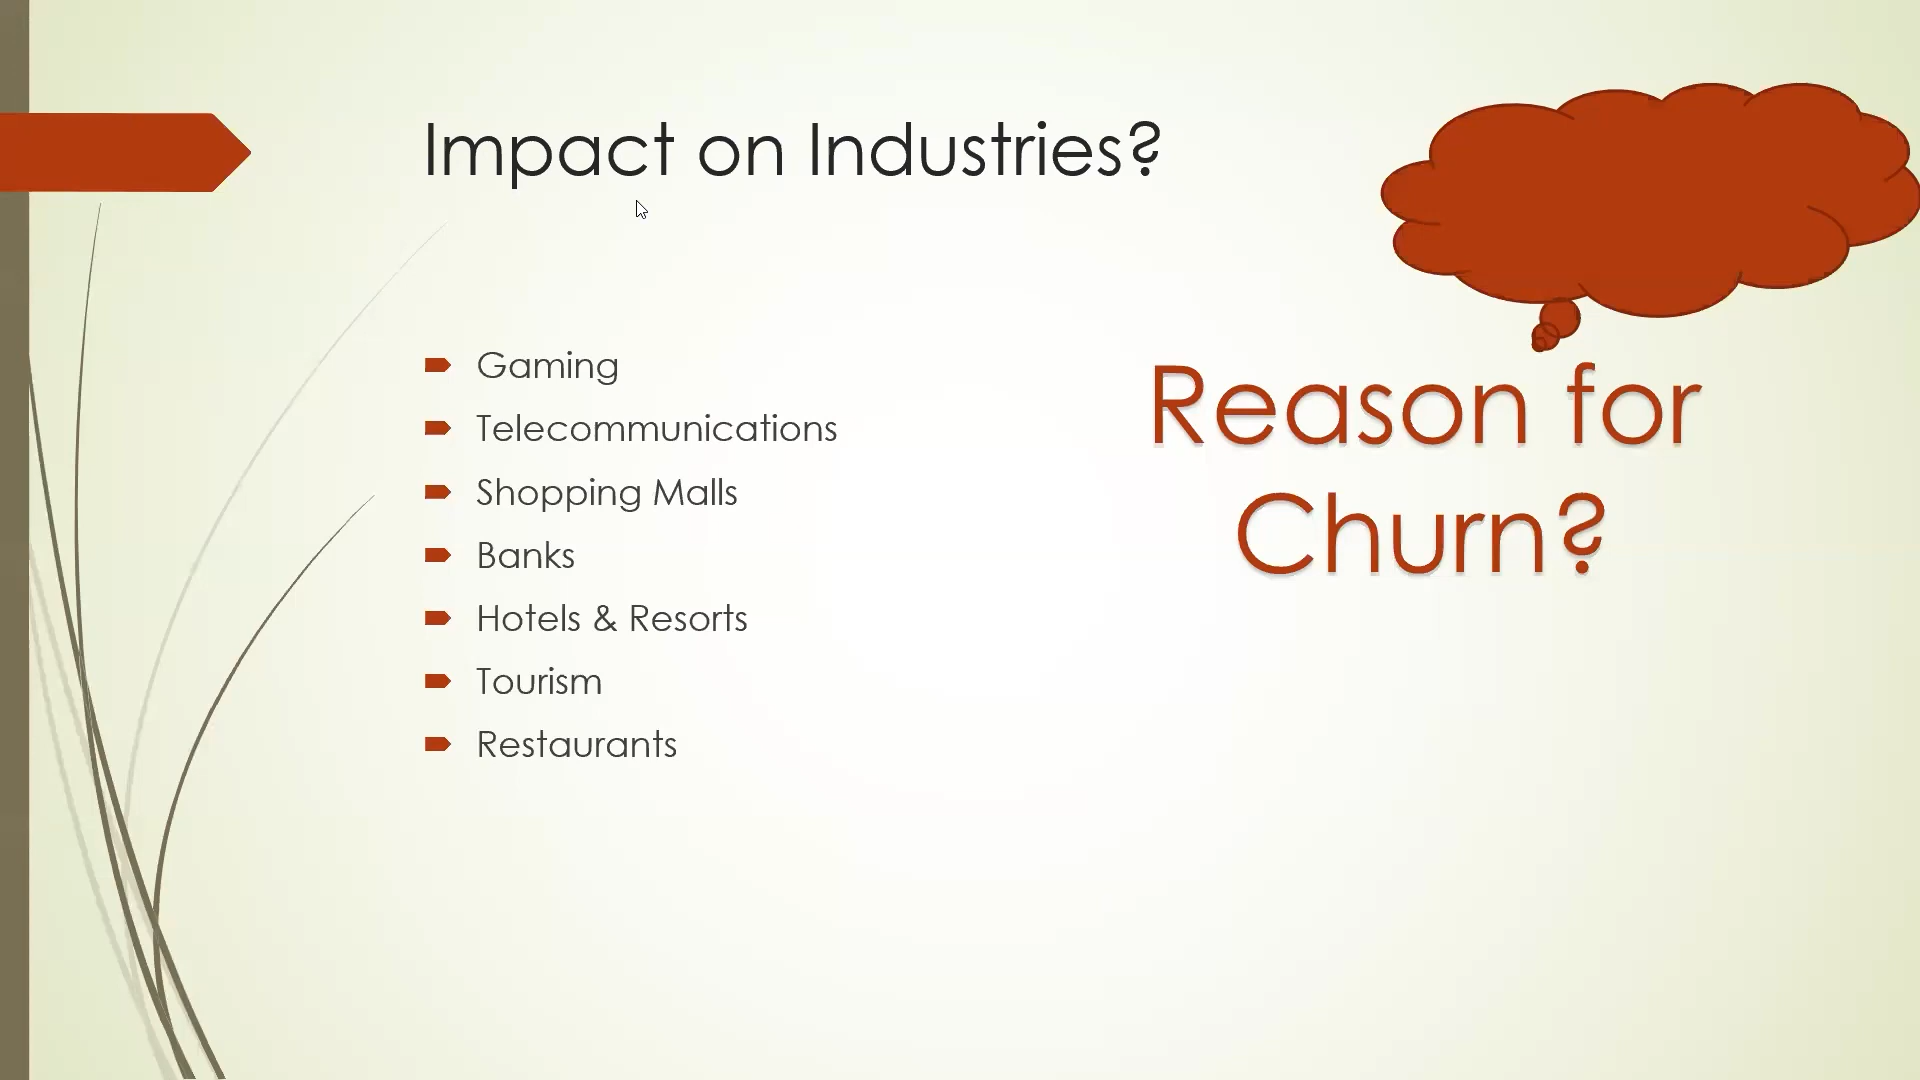 Impact on Industries?
Gaming
Telecommunications
Shopping Malls
Banks
Hotels & Resorts
Tourism
Restaurants
Reason for
Churn?